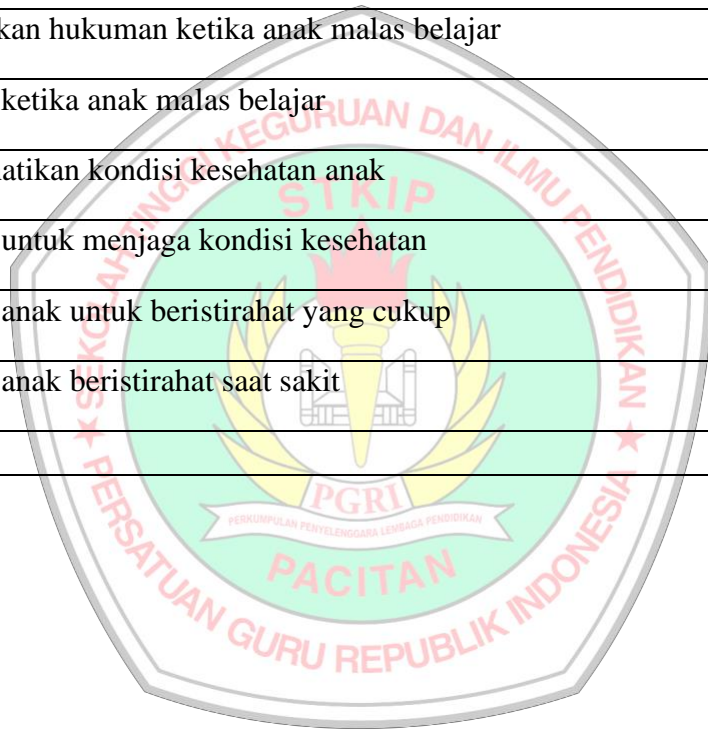 kan hukuman ketika anak malas belajar
ketika anak malas belajar
atikan kondisi kesehatan anak
untuk menjaga kondisi kesehatan
anak untuk beristirahat yang cukup
anak beristirahat saat sakit
SEKOLAH TINGGI KEGURUAN DAN ILMU PENDIDIKAN
STKIP
PGRI
PERKUMPULAN PENYELENGGARA LEMBAGA PENDIDIKAN
PACITAN
PERSATUAN GURU REPUBLIK INDONESIA